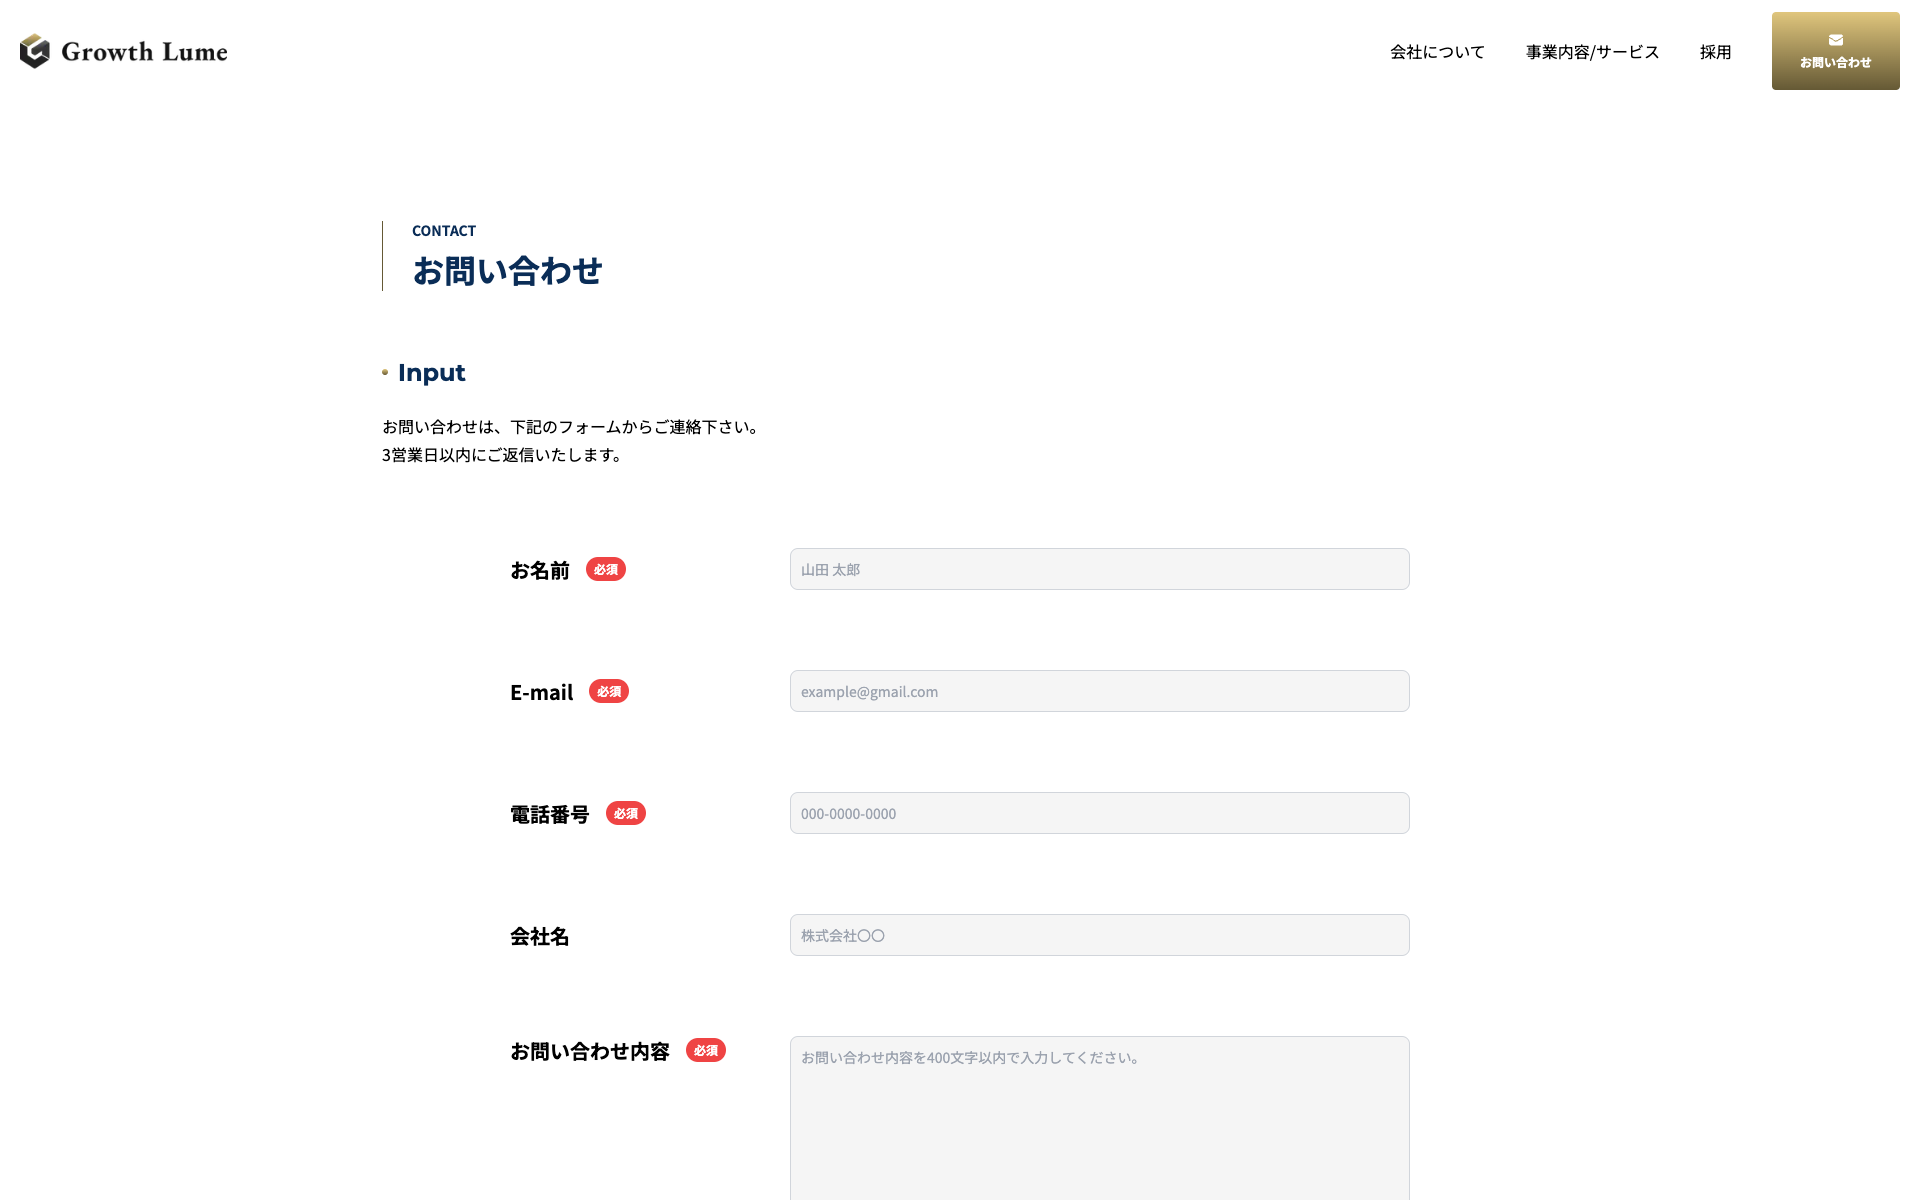 Growth Lume
会社について
事業内容/サービス
採用
お問い合わせ
CONTACT
お問い合わせ
Input
お問い合わせは、下記のフォームからご連絡下さい。
3営業日以内にご返信いたします。
お名前 必須
山田 太郎
E-mail 必須
example@gmail.com
電話番号 必須
000-0000-0000
会社名
株式会社〇〇
お問い合わせ内容 必須
お問い合わせ内容を400文字以内で入力してください。